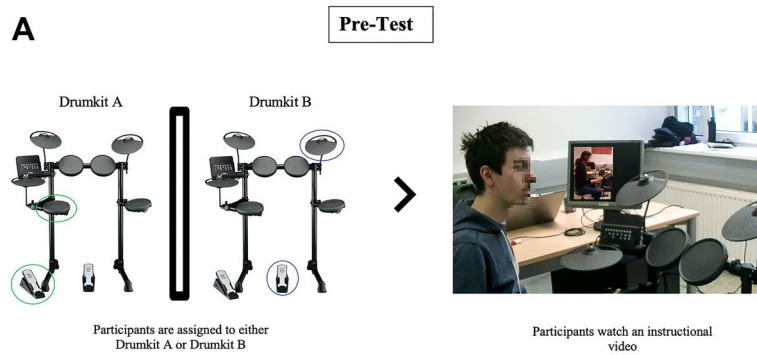 A
Pre-Test
Drumkit A
Drumkit B
Participants are assigned to either
Drumkit A or Drumkit B
Participants watch an instructional
video